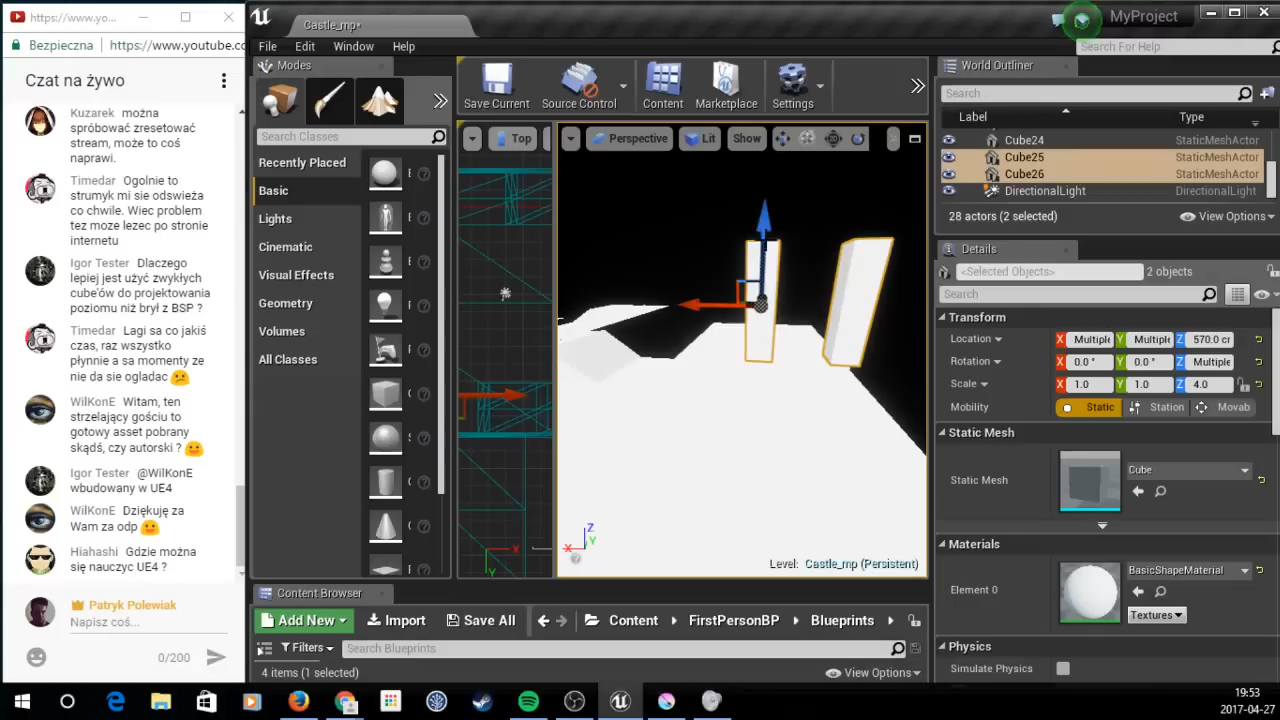 https://www.yo...
Bezpieczna
https://www.youtube.c
Czat na żywo
Kuzarek można
spróbować zresetować
stream, może to coś
naprawi.
Timedar Ogolnie to
strumyk mi sie odswieża
co chwile. Wiec problem
tez moze lezec po stronie
internetu
Igor Tester Dlaczego
lepiej jest użyć zwykłych
cube'ów do projektowania
poziomu niż brył z BSP ?
Timedar Lagi sa co jakiś
czas, raz wszystko
płynnie a sa momenty ze
nie da sie ogladac
WilKonE Witam, ten
strzelający gościu to
gotowy asset pobrany
skądś, czy autorski ?
Igor Tester @WilKonE
wbudowany w UE4
WilKonE Dziękuję za
Wam za odp
Hiahashi Gdzie można
się nauczyc UE4 ?
Patryk Polewiak
Napisz coś...
0/200
Castle_mp*
MyProject
File Edit Window Help
Search For Help
Modes
Search Classes
Recently Placed
Basic
Lights
Cinematic
Visual Effects
Geometry
Volumes
All Classes
Save Current
Source Control
Content
Marketplace
Settings
Top
Perspective
Lit
Show
X
Y
Z
Y
X
Level: Castle_mp (Persistent)
World Outliner
Search...
Label
Type
Cube24 StaticMeshActor
Cube25 StaticMeshActor
Cube26 StaticMeshActor
DirectionalLight DirectionalLight
28 actors (2 selected)
View Options
Details
<Selected Objects>
2 objects
Search
Transform
Location X Multiple Y Multiple Z 570.0 cr
Rotation X 0.0 ° Y 0.0 ° Z Multiple
Scale X 1.0 Y 1.0 Z 4.0
Mobility Static Station Movab
Static Mesh
Static Mesh
Cube
Materials
Element 0
BasicShapeMaterial
Textures
Physics
Simulate Physics
Content Browser
Add New
Import
Save All
Content
FirstPersonBP
Blueprints
Filters
Search Blueprints
4 items (1 selected)
View Options
19:53
2017-04-27